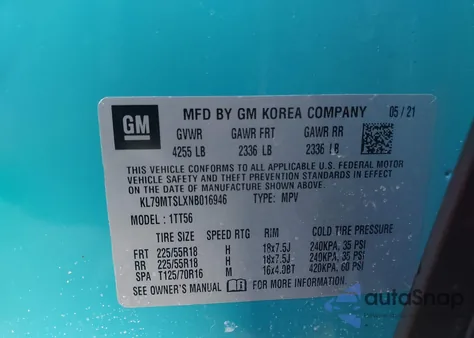 GM
MFD BY GM KOREA COMPANY 05/21
GVWR GAWR FRT GAWR RR
4255 LB 2336 LB 2336 LB
THIS VEHICLE CONFORMS TO ALL APPLICABLE U.S. FEDERAL MOTOR
VEHICLE SAFETY AND THEFT PREVENTION STANDARDS IN EFFECT
ON THE DATE OF MANUFACTURE SHOWN ABOVE.
KL79MTSLXNB016946 TYPE: MPV
MODEL: 1TT56
TIRE SIZE SPEED RTG RIM COLD TIRE PRESSURE
FRT 225/55R18 H 18x7.5J 240KPA, 35 PSI
RR 225/55R18 H 18x7.5J 240KPA, 35 PSI
SPA T125/70R16 M 16x4.0BT 420KPA, 60 PSI
SEE OWNER'S MANUAL FOR MORE INFORMATION.
autoSnap